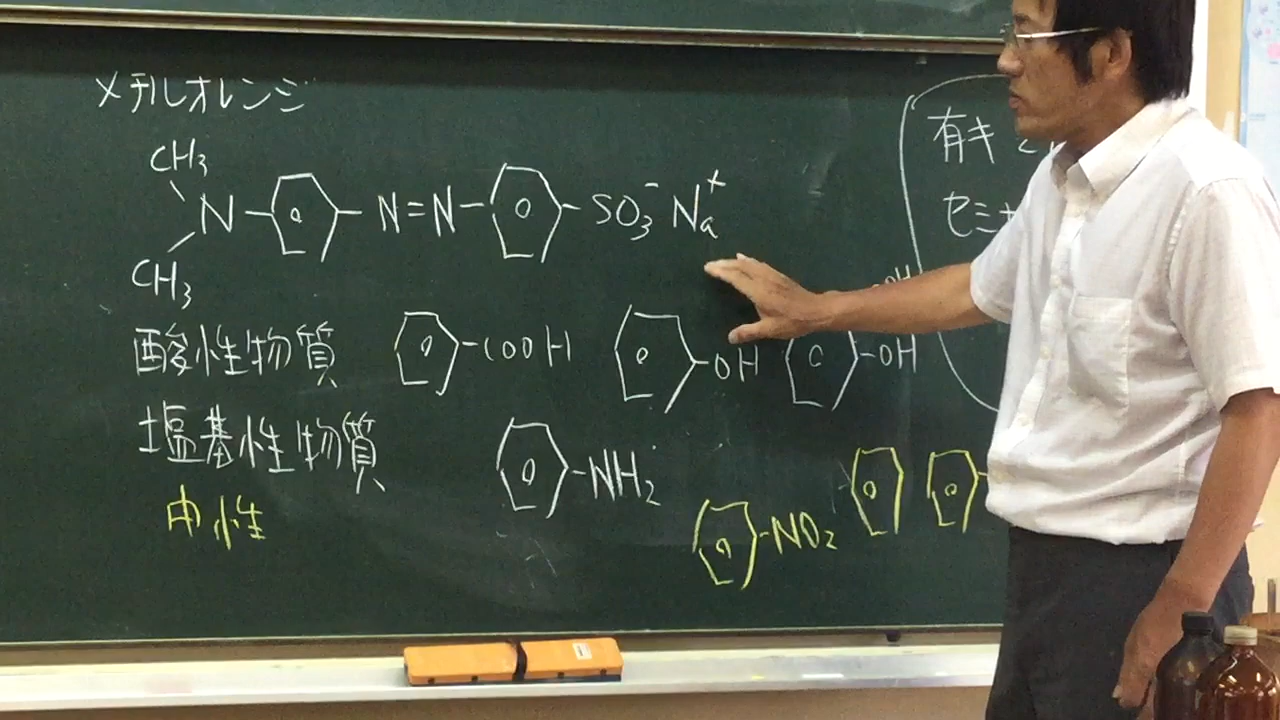 メチルオレンジ
有キ
CH3
N-⌬-N=N-⌬-SO3⁻ Na⁺
CH3
セミナ
酸性物質 COOH OH OH
塩基性物質 NH2
中性 NO2